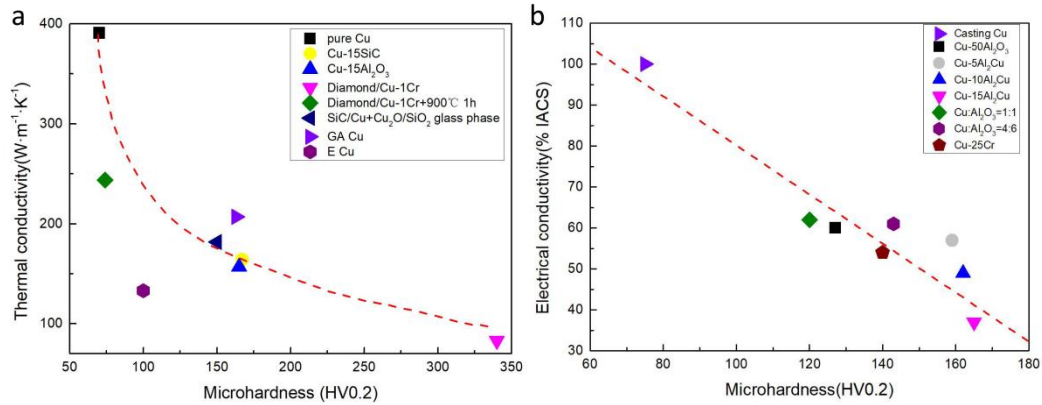 a
400
350
300
250
200
150
100
50
100
150
200
250
300
350
Thermal conductivity(W·m⁻¹·K⁻¹)
Microhardness (HV0.2)
pure Cu
Cu-15SiC
Cu-15Al₂O₃
Diamond/Cu-1Cr
Diamond/Cu-1Cr+900℃ 1h
SiC/Cu+Cu₂O/SiO₂ glass phase
GA Cu
E Cu
b
110
100
90
80
70
60
50
40
30
60
80
100
120
140
160
180
Electrical conductivity(% IACS)
Microhardness(HV0.2)
Casting Cu
Cu-50Al₂O₃
Cu-5Al₂Cu
Cu-10Al₂Cu
Cu-15Al₂Cu
Cu:Al₂O₃=1:1
Cu:Al₂O₃=4:6
Cu-25Cr